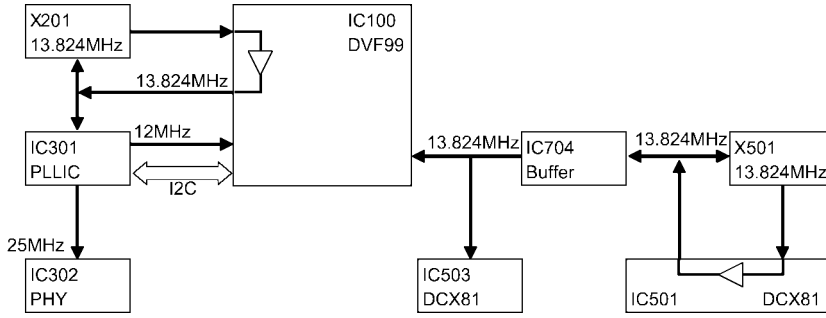 X201
13.824MHz
IC100
DVF99
13.824MHz
IC301
PLLIC
12MHz
I2C
13.824MHz
IC704
Buffer
13.824MHz
X501
13.824MHz
25MHz
IC302
PHY
IC503
DCX81
IC501 DCX81